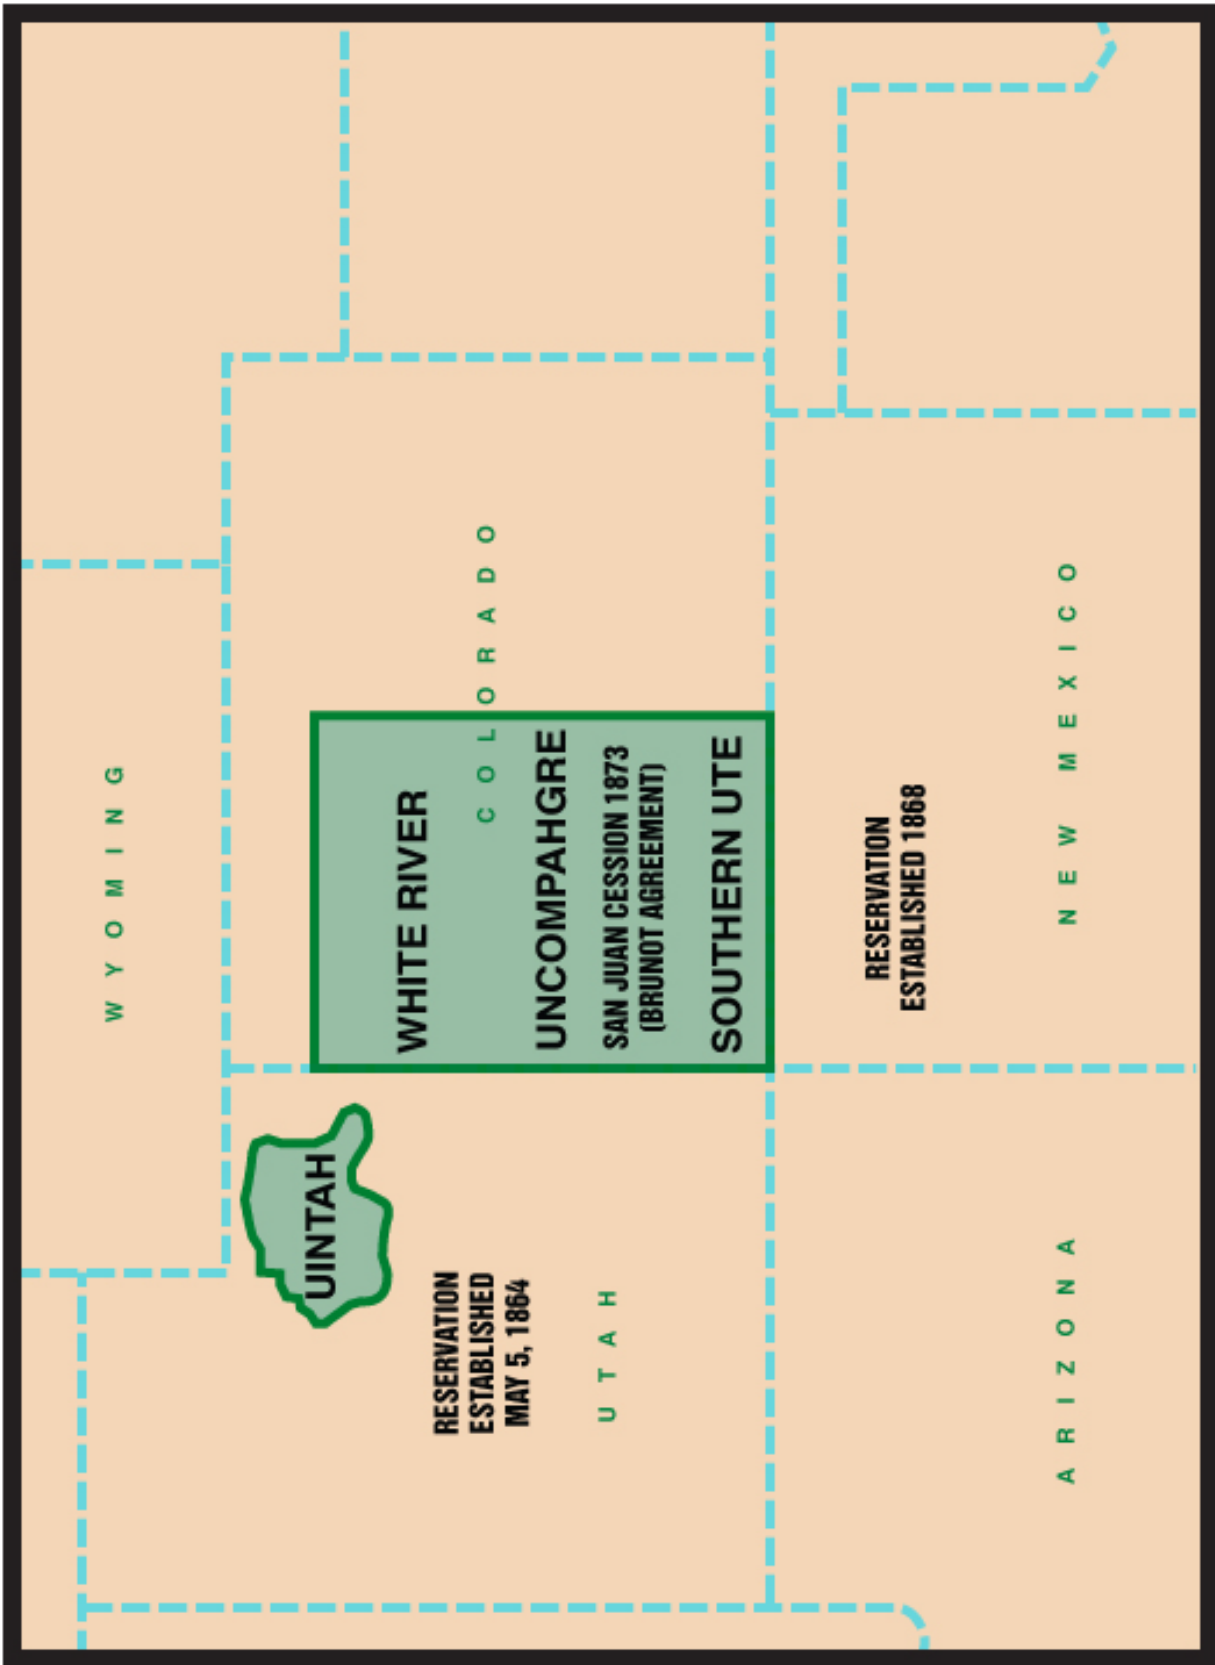 WYOMING
COLORADO
WHITE RIVER
UNCOMPAHGRE
SAN JUAN CESSION 1873
(BRUNOT AGREEMENT)
SOUTHERN UTE
UINTAH
RESERVATION
ESTABLISHED
MAY 5, 1864
UTAH
RESERVATION
ESTABLISHED 1868
NEW MEXICO
ARIZONA